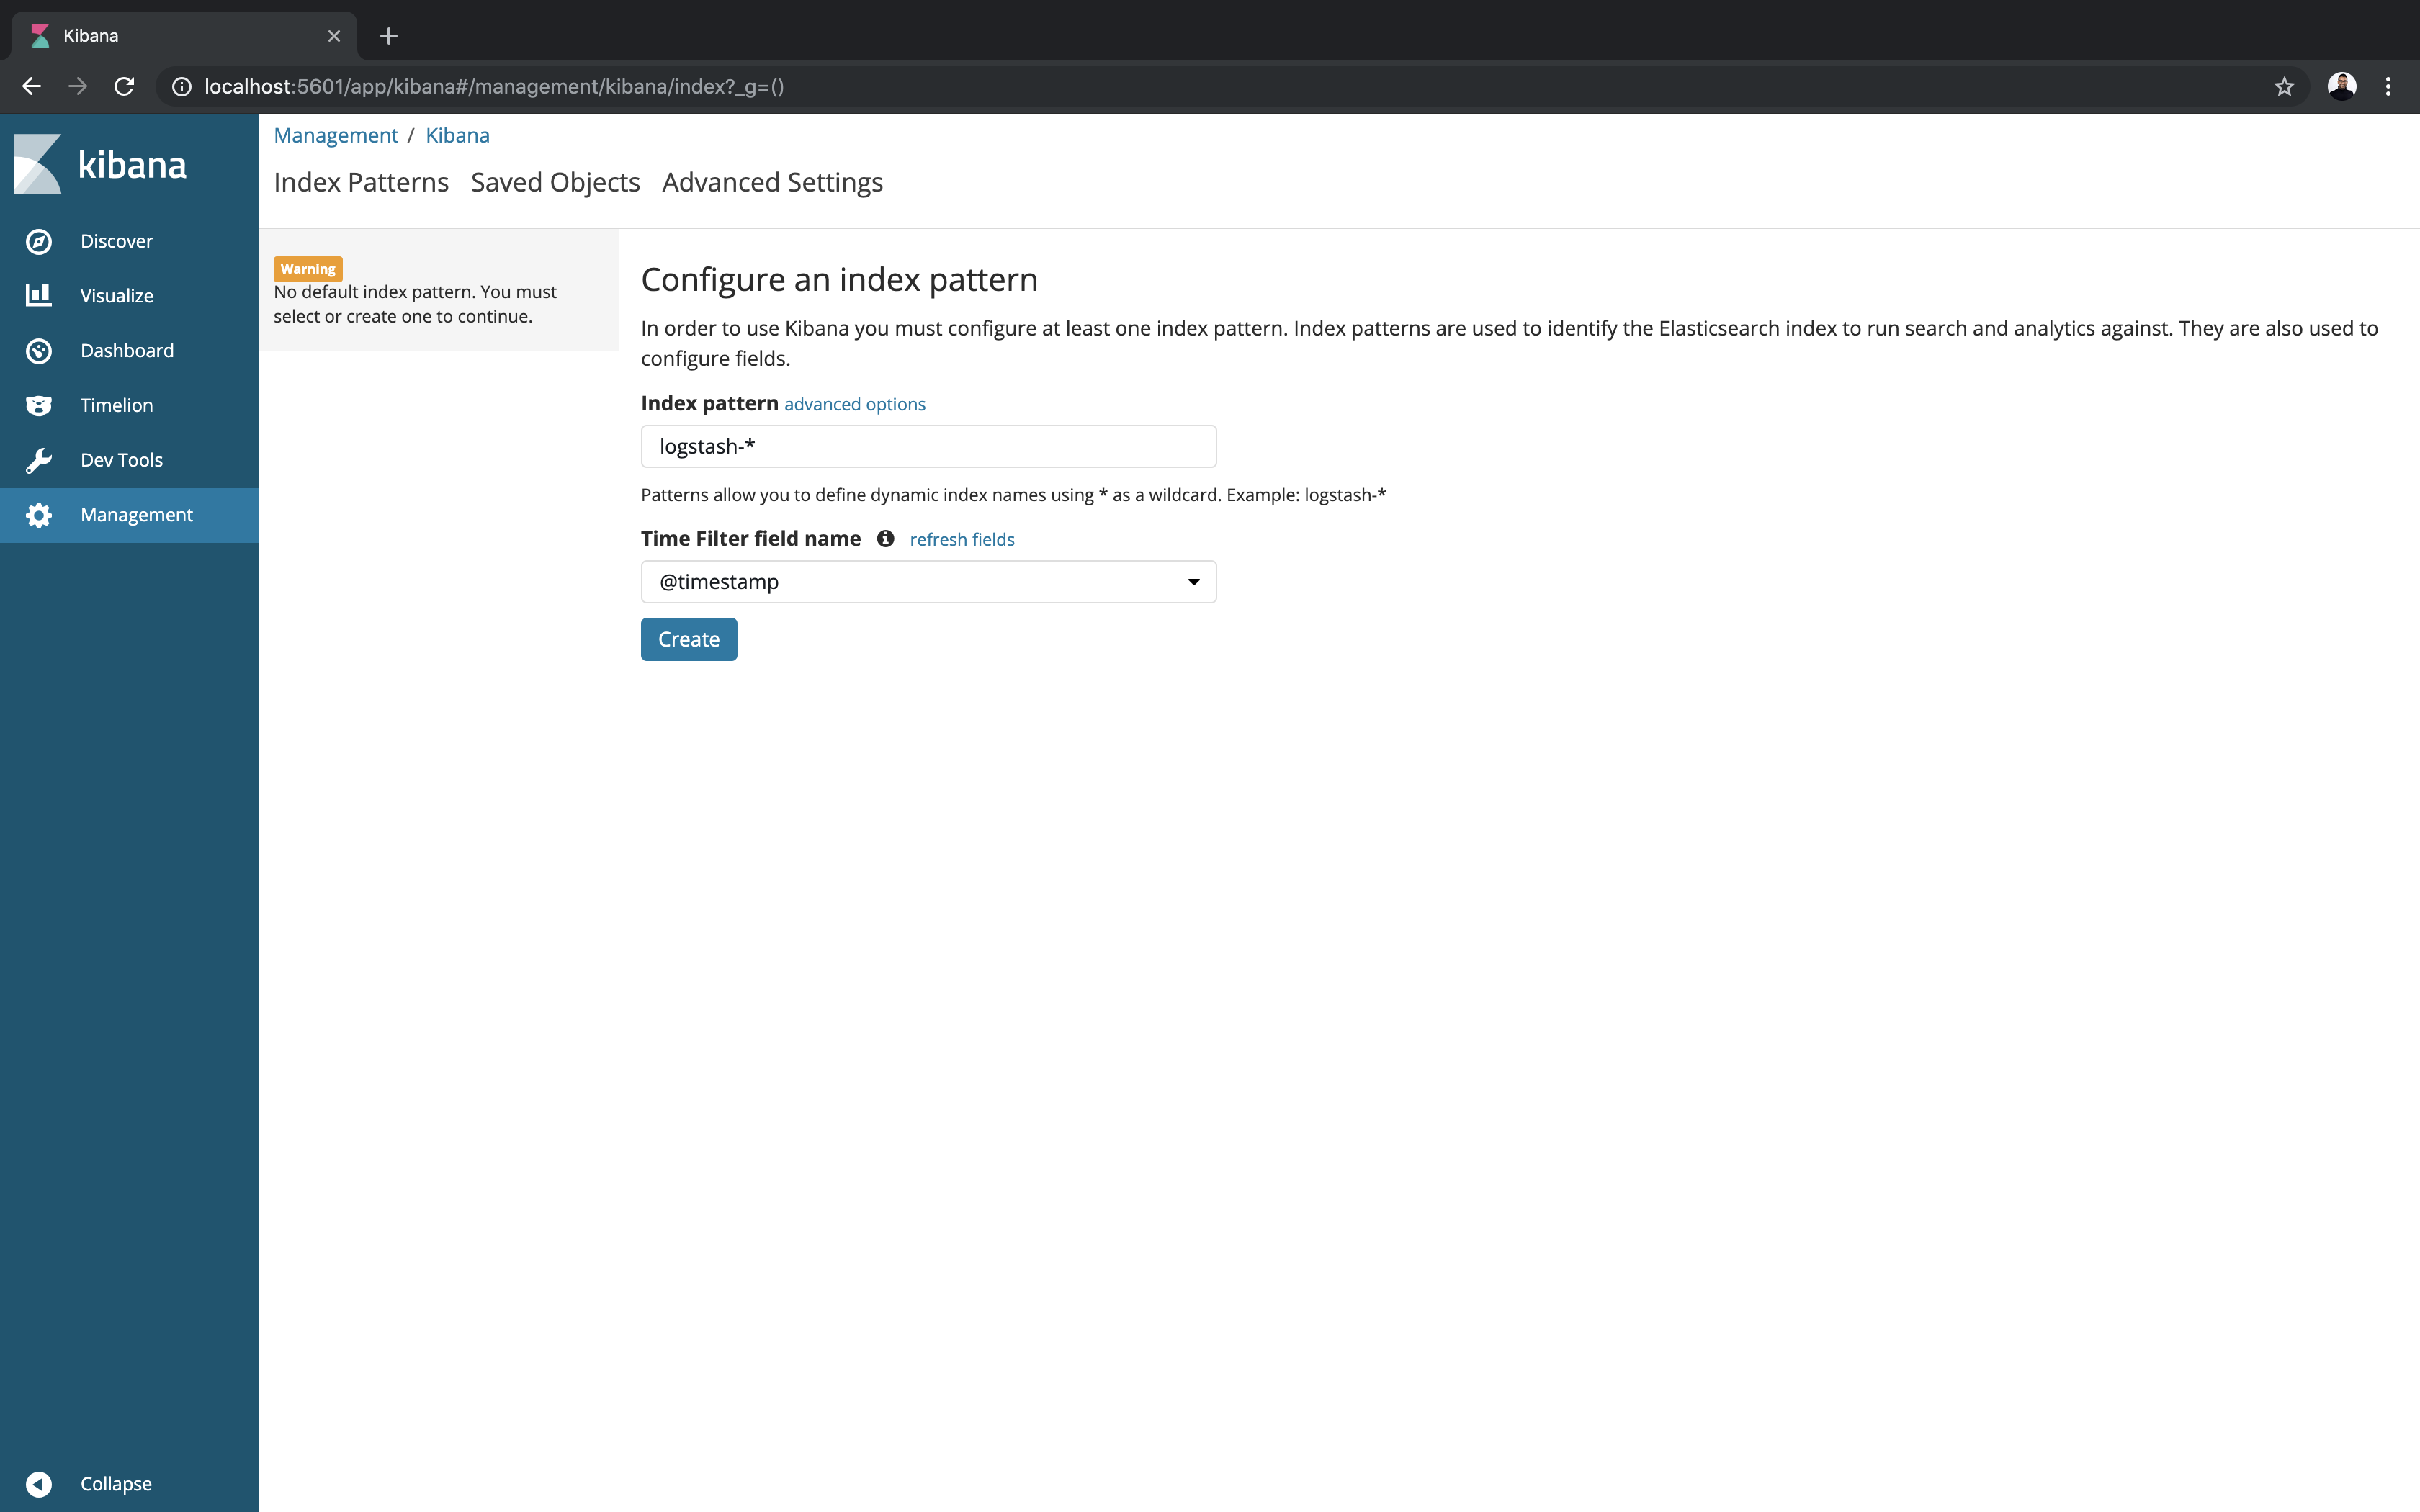 Kibana
localhost:5601/app/kibana#/management/kibana/index?_g=()
kibana
Discover
Visualize
Dashboard
Timelion
Dev Tools
Management
Collapse
Management / Kibana
Index Patterns Saved Objects Advanced Settings
Warning
No default index pattern. You must
select or create one to continue.
Configure an index pattern
In order to use Kibana you must configure at least one index pattern. Index patterns are used to identify the Elasticsearch index to run search and analytics against. They are also used to
configure fields.
Index pattern advanced options
logstash-*
Patterns allow you to define dynamic index names using * as a wildcard. Example: logstash-*
Time Filter field name refresh fields
@timestamp
Create